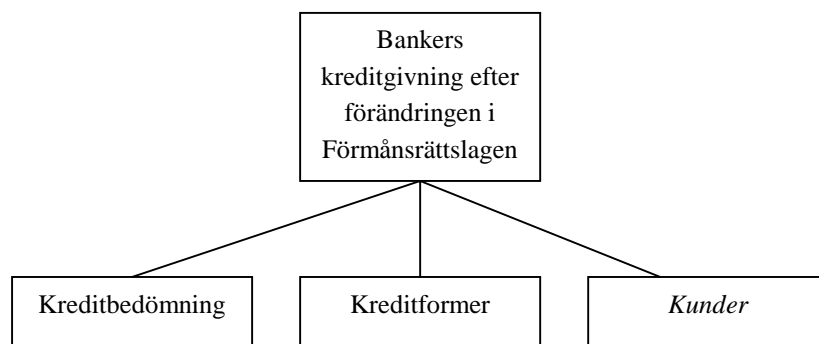 Bankers
kreditgivning efter
förändringen i
Förmånsrättslagen
Kreditbedömning
Kreditformer
Kunder